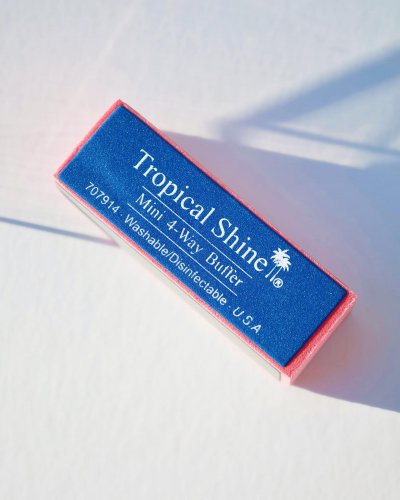 Tropical Shine®
Mini 4-Way Buffer
707914 · Washable/Disinfectable · U.S.A